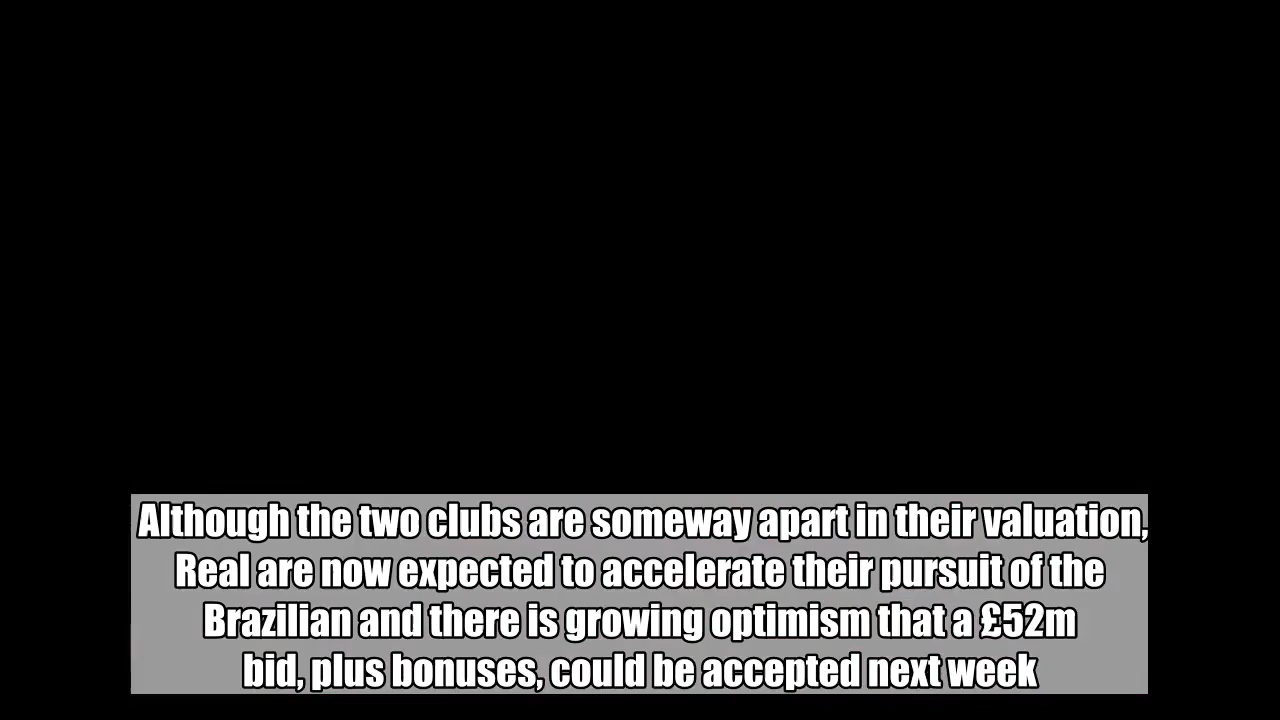 Although the two clubs are someway apart in their valuation,
Real are now expected to accelerate their pursuit of the
Brazilian and there is growing optimism that a £52m
bid, plus bonuses, could be accepted next week